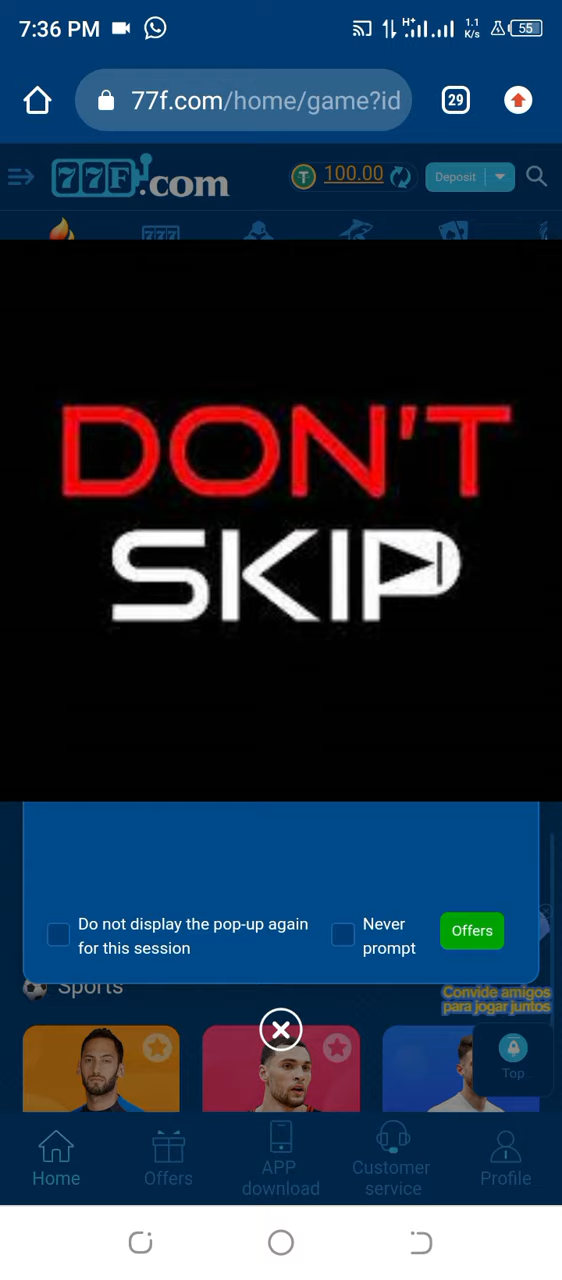 7:36 PM
H+
1.1
K/s
55
77f.com/home/game?id
29
77F.com
T
100.00
Deposit
777
DON'T
SKIP
Do not display the pop-up again
for this session
Never
prompt
Offers
Sports
Convide amigos
para jogar juntos
Top
Home
Offers
APP
download
Customer
service
Profile